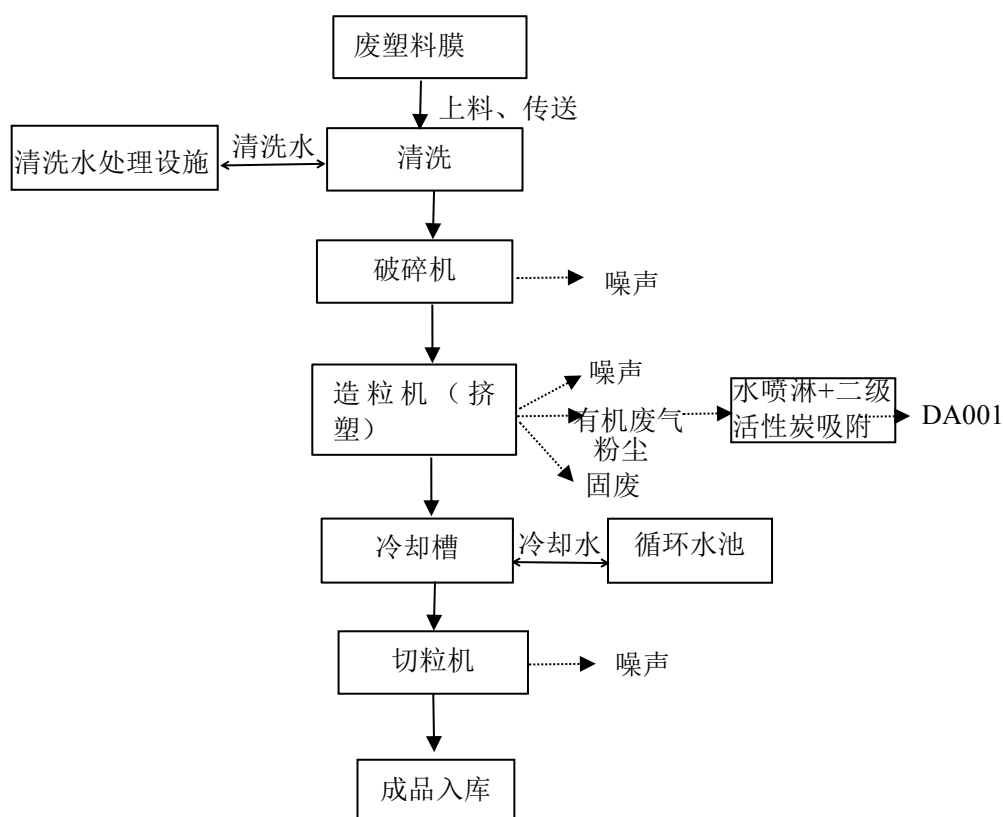 废塑料膜
上料、传送
清洗水处理设施
清洗水
清洗
破碎机
噪声
造粒机（挤
塑）
噪声
有机废气
粉尘
固废
水喷淋+二级
活性炭吸附
DA001
冷却槽
冷却水
循环水池
切粒机
噪声
成品入库